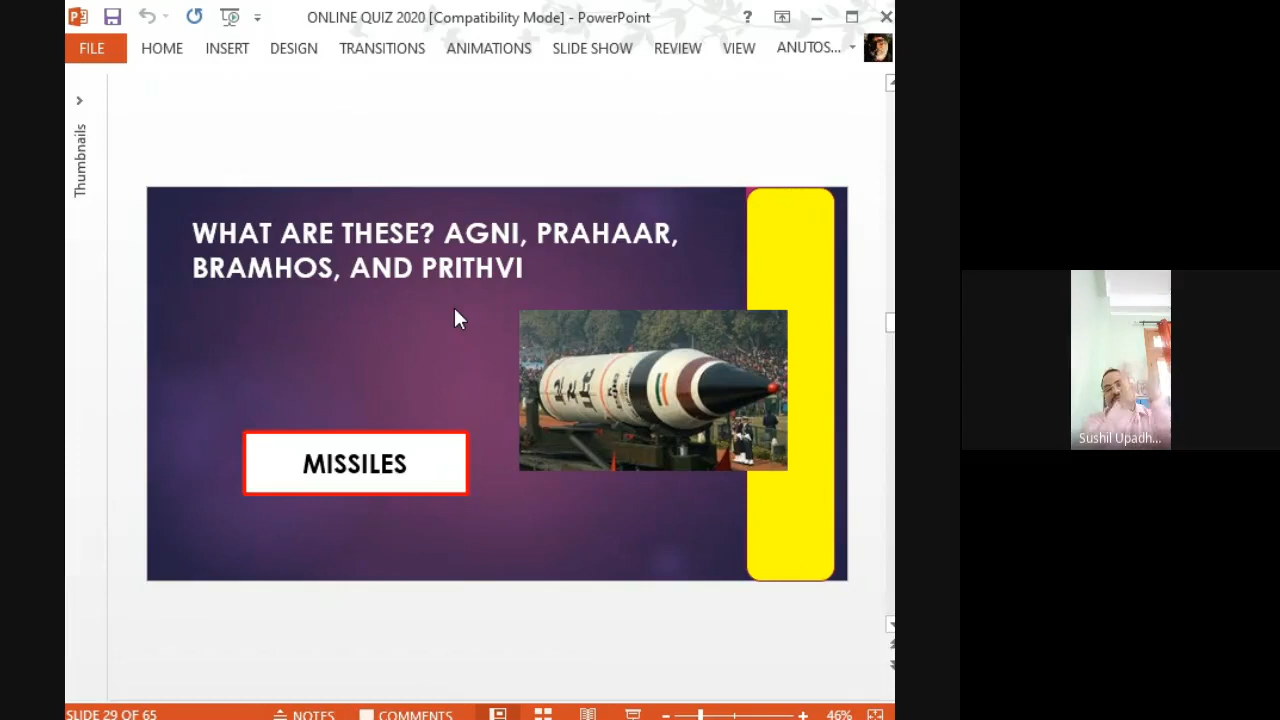 ONLINE QUIZ 2020 [Compatibility Mode] - PowerPoint
?
FILE HOME INSERT DESIGN TRANSITIONS ANIMATIONS SLIDE SHOW REVIEW VIEW ANUTOS...
Thumbnails
WHAT ARE THESE? AGNI, PRAHAAR,
BRAMHOS, AND PRITHVI
MISSILES
Sushil Upadh...
SLIDE 29 OF 65 NOTES COMMENTS 46%